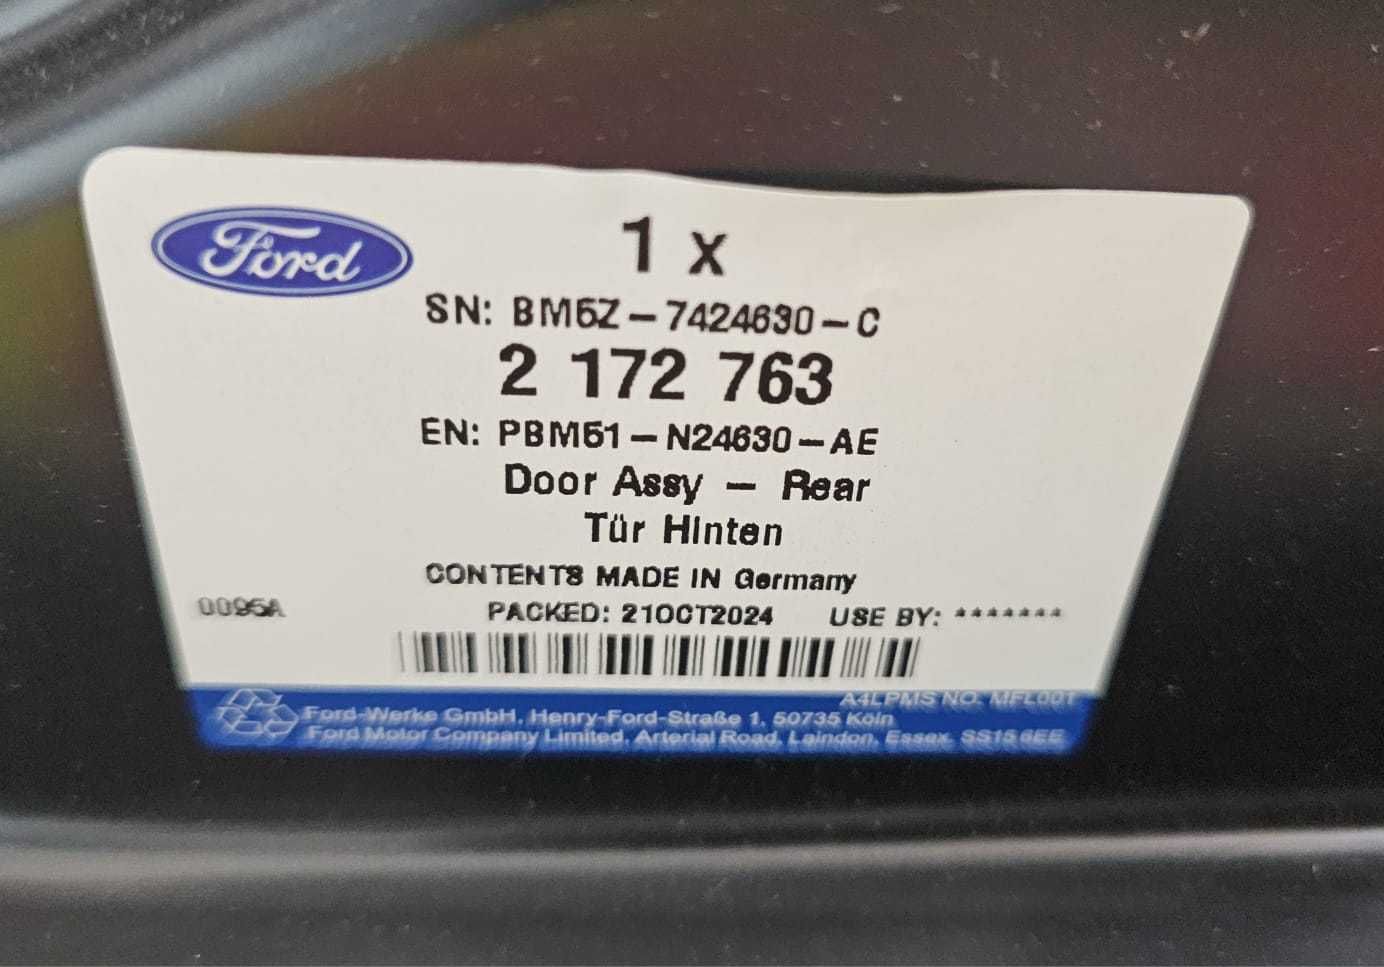 Ford
1 x
SN: BM5Z-7424630-C
2 172 763
EN: PBM51-N24630-AE
Door Assy - Rear
Tür Hinten
CONTENTS MADE IN Germany
0095A PACKED: 21OCT2024 USE BY: *******
A4LPMS NO. MFL001
Ford-Werke GmbH, Henry-Ford-Straße 1, 50735 Köln
Ford Motor Company Limited, Arterial Road, Laindon, Essex, SS15 6EE